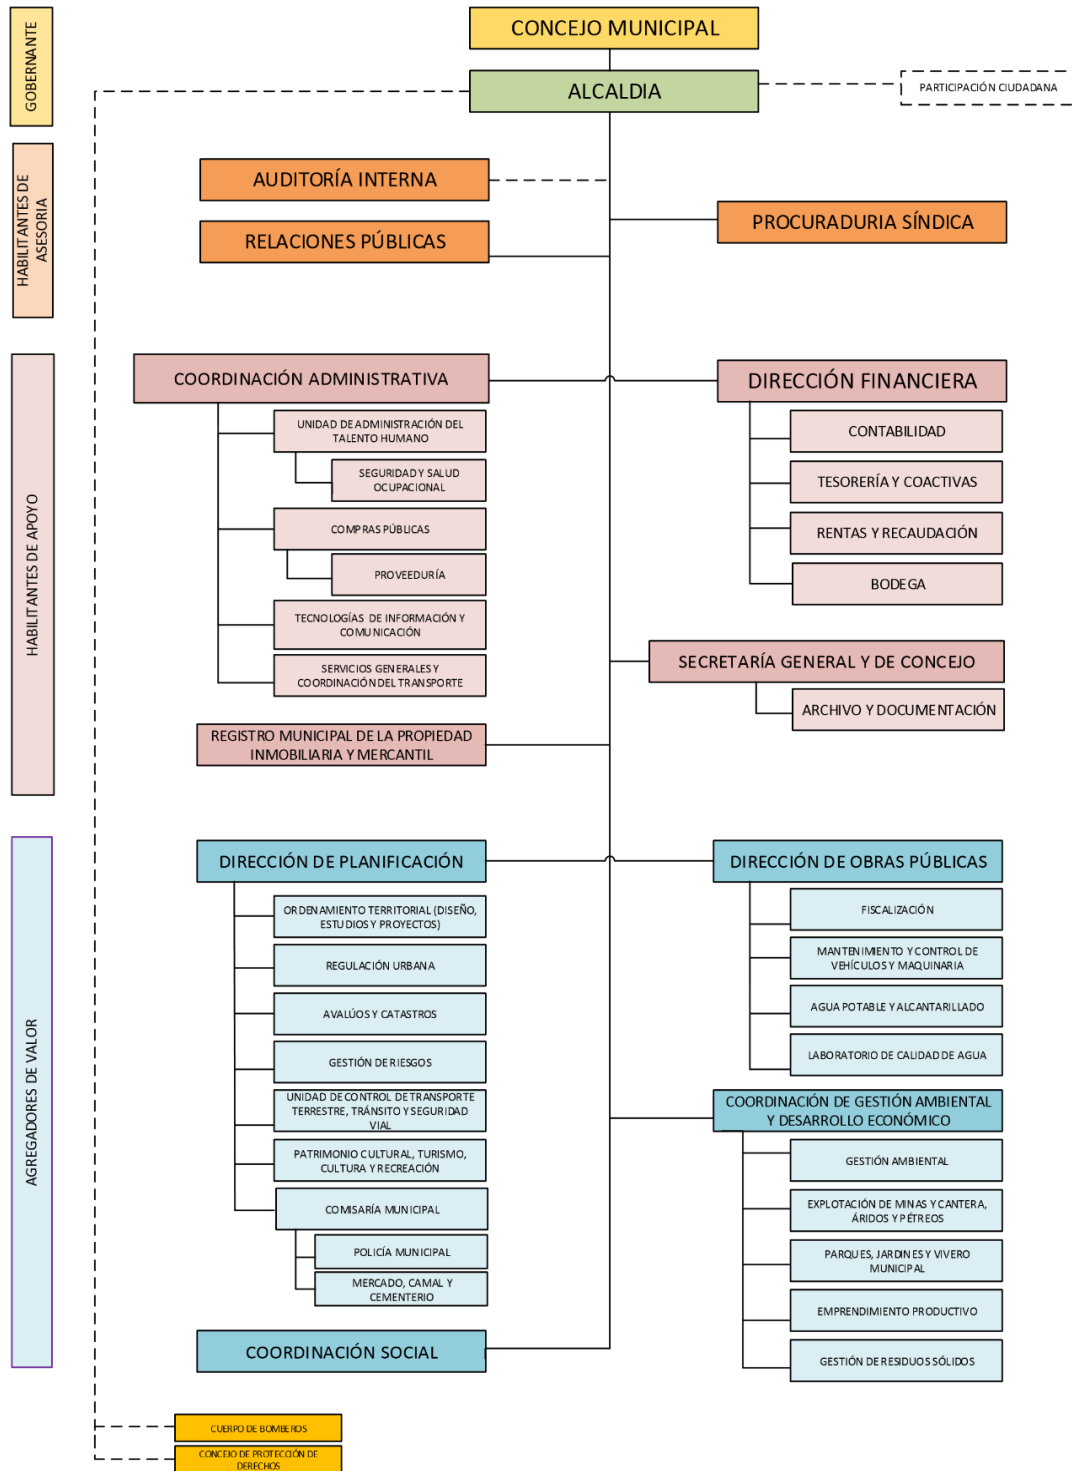 GOBERNANTE
CONCEJO MUNICIPAL
ALCALDIA
PARTICIPACIÓN CIUDADANA
HABILITANTES DE
ASESORIA
AUDITORÍA INTERNA
PROCURADURIA SÍNDICA
RELACIONES PÚBLICAS
HABILITANTES DE APOYO
COORDINACIÓN ADMINISTRATIVA
UNIDAD DE ADMINISTRACIÓN DEL
TALENTO HUMANO
SEGURIDAD Y SALUD
OCUPACIONAL
COMPRAS PÚBLICAS
PROVEEDURÍA
TECNOLOGÍAS DE INFORMACIÓN Y
COMUNICACIÓN
SERVICIOS GENERALES Y
COORDINACIÓN DEL TRANSPORTE
DIRECCIÓN FINANCIERA
CONTABILIDAD
TESORERÍA Y COACTIVAS
RENTAS Y RECAUDACIÓN
BODEGA
SECRETARÍA GENERAL Y DE CONCEJO
ARCHIVO Y DOCUMENTACIÓN
REGISTRO MUNICIPAL DE LA PROPIEDAD
INMOBILIARIA Y MERCANTIL
AGREGADORES DE VALOR
DIRECCIÓN DE PLANIFICACIÓN
ORDENAMIENTO TERRITORIAL (DISEÑO,
ESTUDIOS Y PROYECTOS)
REGULACIÓN URBANA
AVALÚOS Y CATASTROS
GESTIÓN DE RIESGOS
UNIDAD DE CONTROL DE TRANSPORTE
TERRESTRE, TRÁNSITO Y SEGURIDAD
VIAL
PATRIMONIO CULTURAL, TURISMO,
CULTURA Y RECREACIÓN
COMISARÍA MUNICIPAL
POLICÍA MUNICIPAL
MERCADO, CAMAL Y
CEMENTERIO
DIRECCIÓN DE OBRAS PÚBLICAS
FISCALIZACIÓN
MANTENIMIENTO Y CONTROL DE
VEHÍCULOS Y MAQUINARIA
AGUA POTABLE Y ALCANTARILLADO
LABORATORIO DE CALIDAD DE AGUA
COORDINACIÓN DE GESTIÓN AMBIENTAL
Y DESARROLLO ECONÓMICO
GESTIÓN AMBIENTAL
EXPLOTACIÓN DE MINAS Y CANTERA,
ÁRIDOS Y PÉTREOS
PARQUES, JARDINES Y VIVERO
MUNICIPAL
EMPRENDIMIENTO PRODUCTIVO
GESTIÓN DE RESIDUOS SÓLIDOS
COORDINACIÓN SOCIAL
CUERPO DE BOMBEROS
CONCEJO DE PROTECCIÓN DE
DERECHOS